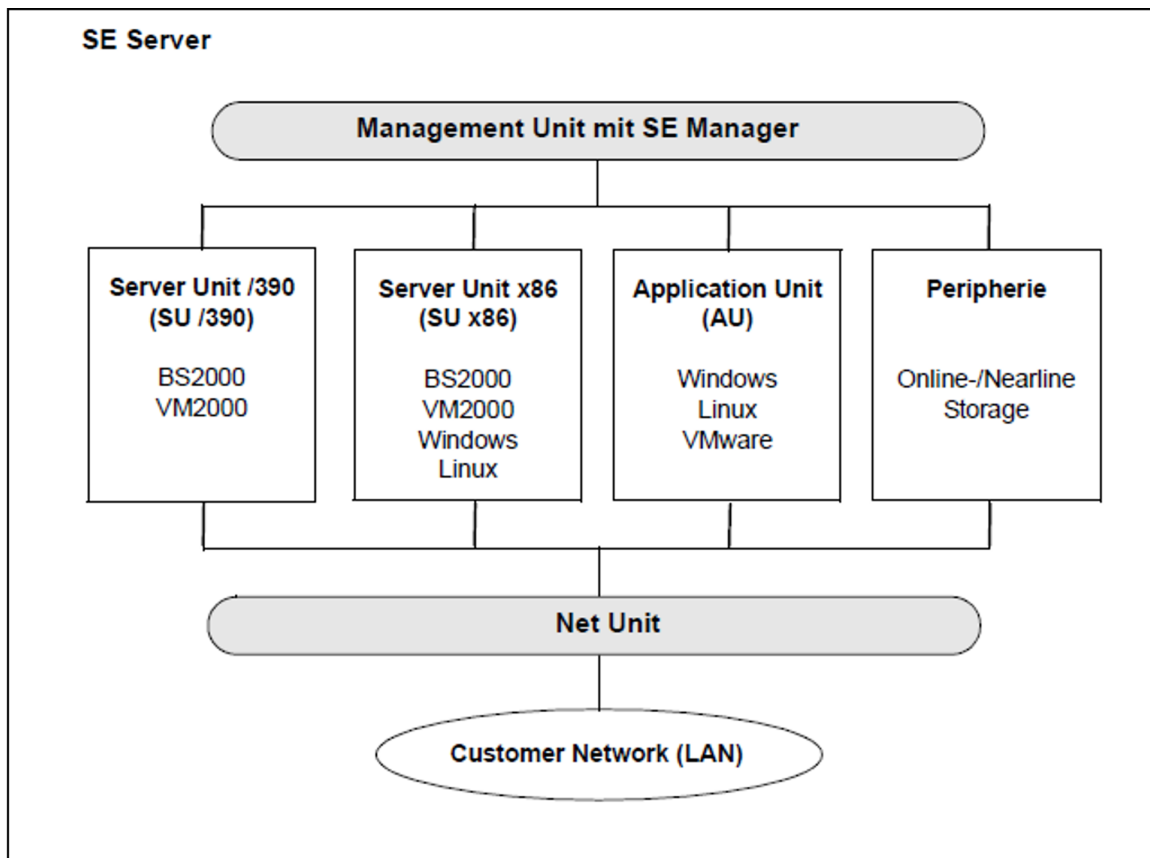 SE Server
Management Unit mit SE Manager
Server Unit /390
(SU /390)
BS2000
VM2000
Server Unit x86
(SU x86)
BS2000
VM2000
Windows
Linux
Application Unit
(AU)
Windows
Linux
VMware
Peripherie
Online-/Nearline
Storage
Net Unit
Customer Network (LAN)